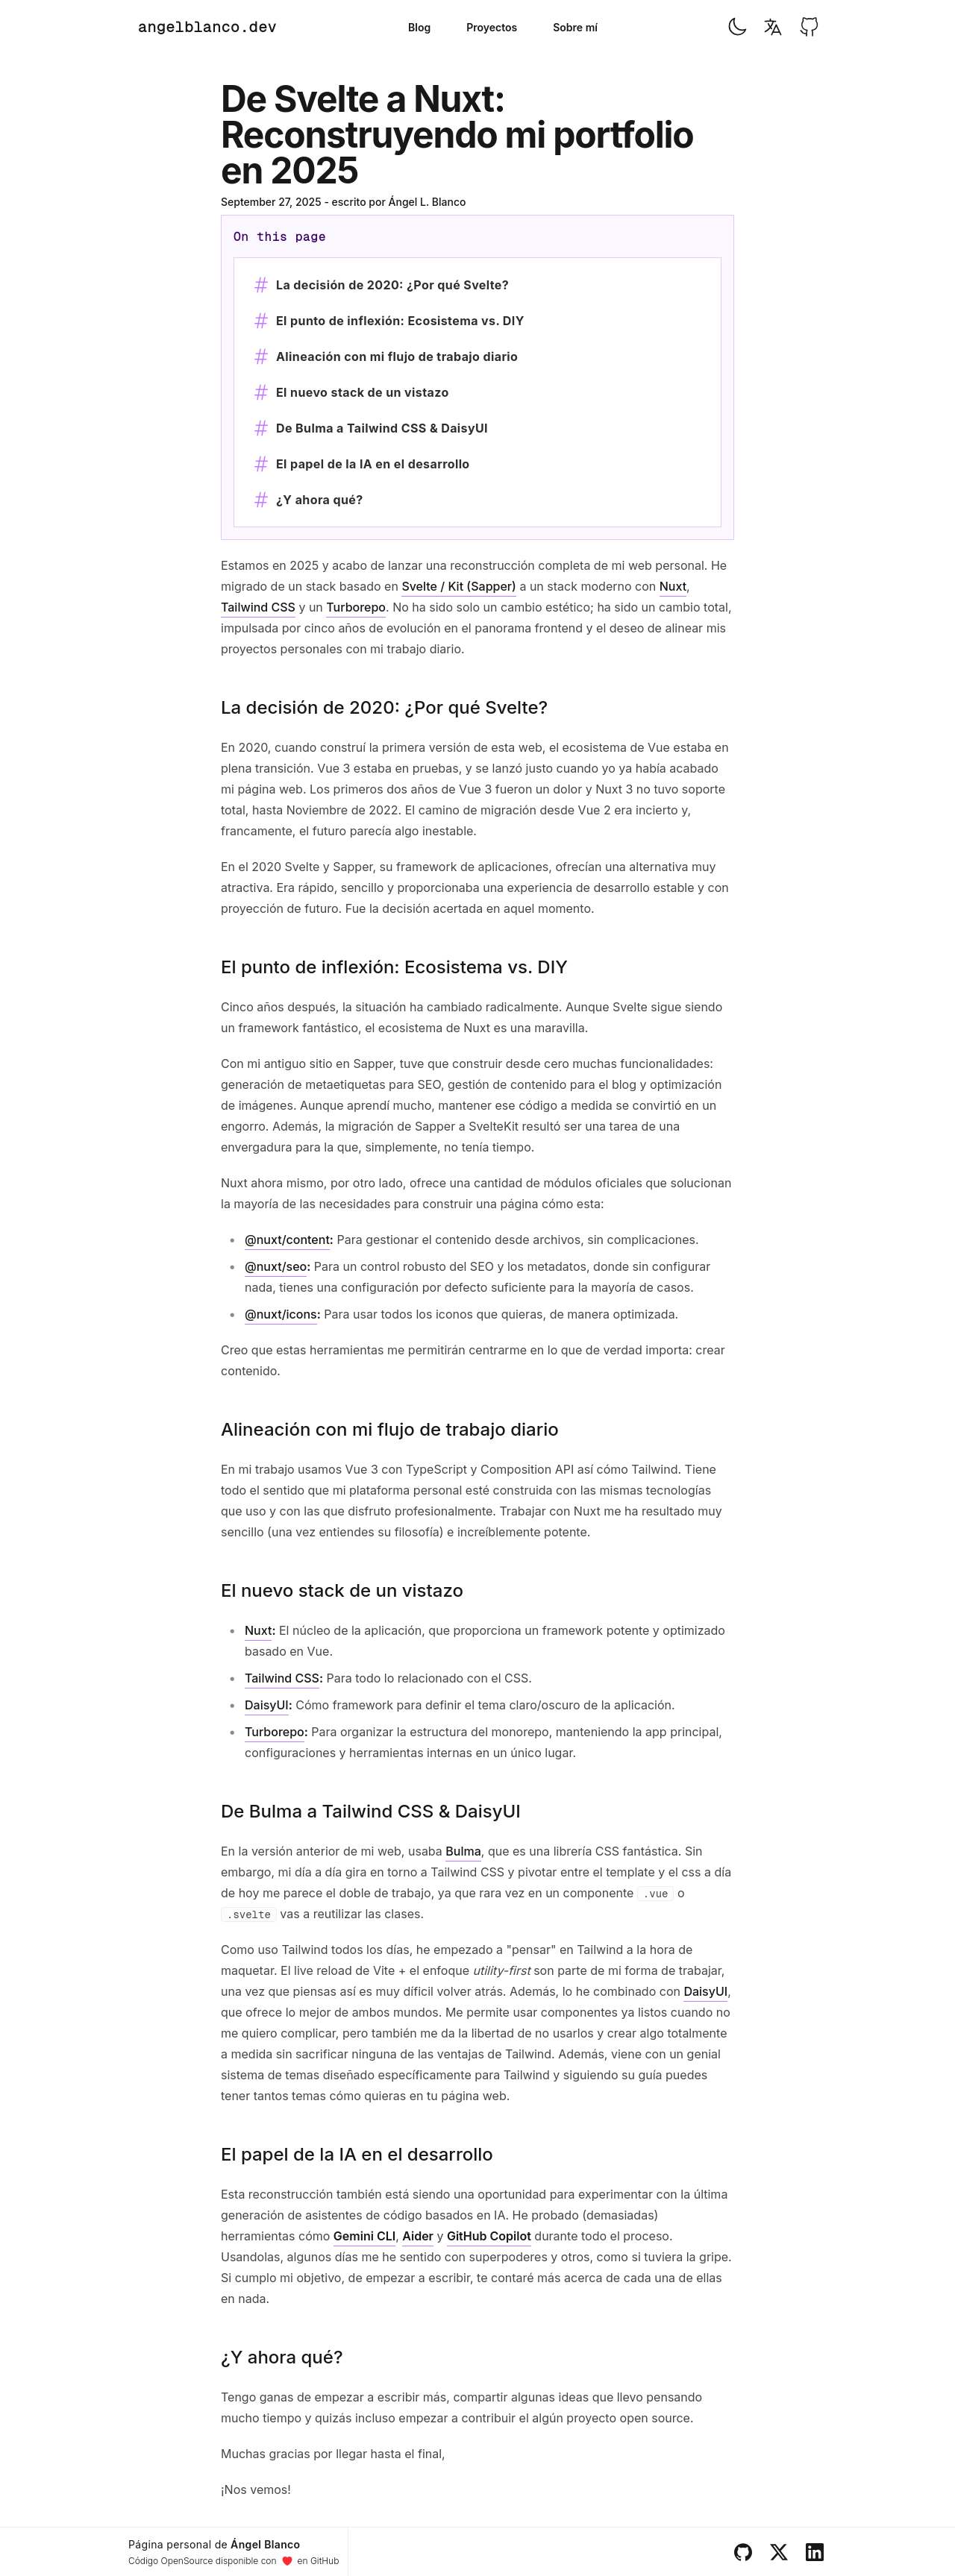 angelblanco.dev
Blog
Proyectos
Sobre mí
De Svelte a Nuxt:
Reconstruyendo mi portfolio
en 2025
September 27, 2025 - escrito por Ángel L. Blanco
On this page
La decisión de 2020: ¿Por qué Svelte?
El punto de inflexión: Ecosistema vs. DIY
Alineación con mi flujo de trabajo diario
El nuevo stack de un vistazo
De Bulma a Tailwind CSS & DaisyUI
El papel de la IA en el desarrollo
¿Y ahora qué?
Estamos en 2025 y acabo de lanzar una reconstrucción completa de mi web personal. He
migrado de un stack basado en Svelte / Kit (Sapper) a un stack moderno con Nuxt,
Tailwind CSS y un Turborepo. No ha sido solo un cambio estético; ha sido un cambio total,
impulsada por cinco años de evolución en el panorama frontend y el deseo de alinear mis
proyectos personales con mi trabajo diario.
La decisión de 2020: ¿Por qué Svelte?
En 2020, cuando construí la primera versión de esta web, el ecosistema de Vue estaba en
plena transición. Vue 3 estaba en pruebas, y se lanzó justo cuando yo ya había acabado
mi página web. Los primeros dos años de Vue 3 fueron un dolor y Nuxt 3 no tuvo soporte
total, hasta Noviembre de 2022. El camino de migración desde Vue 2 era incierto y,
francamente, el futuro parecía algo inestable.
En el 2020 Svelte y Sapper, su framework de aplicaciones, ofrecían una alternativa muy
atractiva. Era rápido, sencillo y proporcionaba una experiencia de desarrollo estable y con
proyección de futuro. Fue la decisión acertada en aquel momento.
El punto de inflexión: Ecosistema vs. DIY
Cinco años después, la situación ha cambiado radicalmente. Aunque Svelte sigue siendo
un framework fantástico, el ecosistema de Nuxt es una maravilla.
Con mi antiguo sitio en Sapper, tuve que construir desde cero muchas funcionalidades:
generación de metaetiquetas para SEO, gestión de contenido para el blog y optimización
de imágenes. Aunque aprendí mucho, mantener ese código a medida se convirtió en un
engorro. Además, la migración de Sapper a SvelteKit resultó ser una tarea de una
envergadura para la que, simplemente, no tenía tiempo.
Nuxt ahora mismo, por otro lado, ofrece una cantidad de módulos oficiales que solucionan
la mayoría de las necesidades para construir una página cómo esta:
@nuxt/content: Para gestionar el contenido desde archivos, sin complicaciones.
@nuxt/seo: Para un control robusto del SEO y los metadatos, donde sin configurar
nada, tienes una configuración por defecto suficiente para la mayoría de casos.
@nuxt/icons: Para usar todos los iconos que quieras, de manera optimizada.
Creo que estas herramientas me permitirán centrarme en lo que de verdad importa: crear
contenido.
Alineación con mi flujo de trabajo diario
En mi trabajo usamos Vue 3 con TypeScript y Composition API así cómo Tailwind. Tiene
todo el sentido que mi plataforma personal esté construida con las mismas tecnologías
que uso y con las que disfruto profesionalmente. Trabajar con Nuxt me ha resultado muy
sencillo (una vez entiendes su filosofía) e increíblemente potente.
El nuevo stack de un vistazo
Nuxt: El núcleo de la aplicación, que proporciona un framework potente y optimizado
basado en Vue.
Tailwind CSS: Para todo lo relacionado con el CSS.
DaisyUI: Cómo framework para definir el tema claro/oscuro de la aplicación.
Turborepo: Para organizar la estructura del monorepo, manteniendo la app principal,
configuraciones y herramientas internas en un único lugar.
De Bulma a Tailwind CSS & DaisyUI
En la versión anterior de mi web, usaba Bulma, que es una librería CSS fantástica. Sin
embargo, mi día a día gira en torno a Tailwind CSS y pivotar entre el template y el css a día
de hoy me parece el doble de trabajo, ya que rara vez en un componente .vue o
.svelte vas a reutilizar las clases.
Como uso Tailwind todos los días, he empezado a "pensar" en Tailwind a la hora de
maquetar. El live reload de Vite + el enfoque utility-first son parte de mi forma de trabajar,
una vez que piensas así es muy díficil volver atrás. Además, lo he combinado con DaisyUI,
que ofrece lo mejor de ambos mundos. Me permite usar componentes ya listos cuando no
me quiero complicar, pero también me da la libertad de no usarlos y crear algo totalmente
a medida sin sacrificar ninguna de las ventajas de Tailwind. Además, viene con un genial
sistema de temas diseñado específicamente para Tailwind y siguiendo su guía puedes
tener tantos temas cómo quieras en tu página web.
El papel de la IA en el desarrollo
Esta reconstrucción también está siendo una oportunidad para experimentar con la última
generación de asistentes de código basados en IA. He probado (demasiadas)
herramientas cómo Gemini CLI, Aider y GitHub Copilot durante todo el proceso.
Usandolas, algunos días me he sentido con superpoderes y otros, como si tuviera la gripe.
Si cumplo mi objetivo, de empezar a escribir, te contaré más acerca de cada una de ellas
en nada.
¿Y ahora qué?
Tengo ganas de empezar a escribir más, compartir algunas ideas que llevo pensando
mucho tiempo y quizás incluso empezar a contribuir el algún proyecto open source.
Muchas gracias por llegar hasta el final,
¡Nos vemos!
Página personal de Ángel Blanco
Código OpenSource disponible con en GitHub